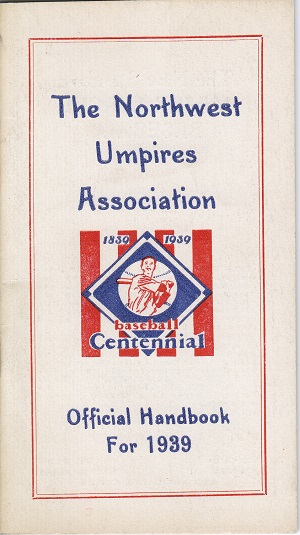 The Northwest
Umpires
Association
1839 1939
baseball
Centennial
Official Handbook
For 1939